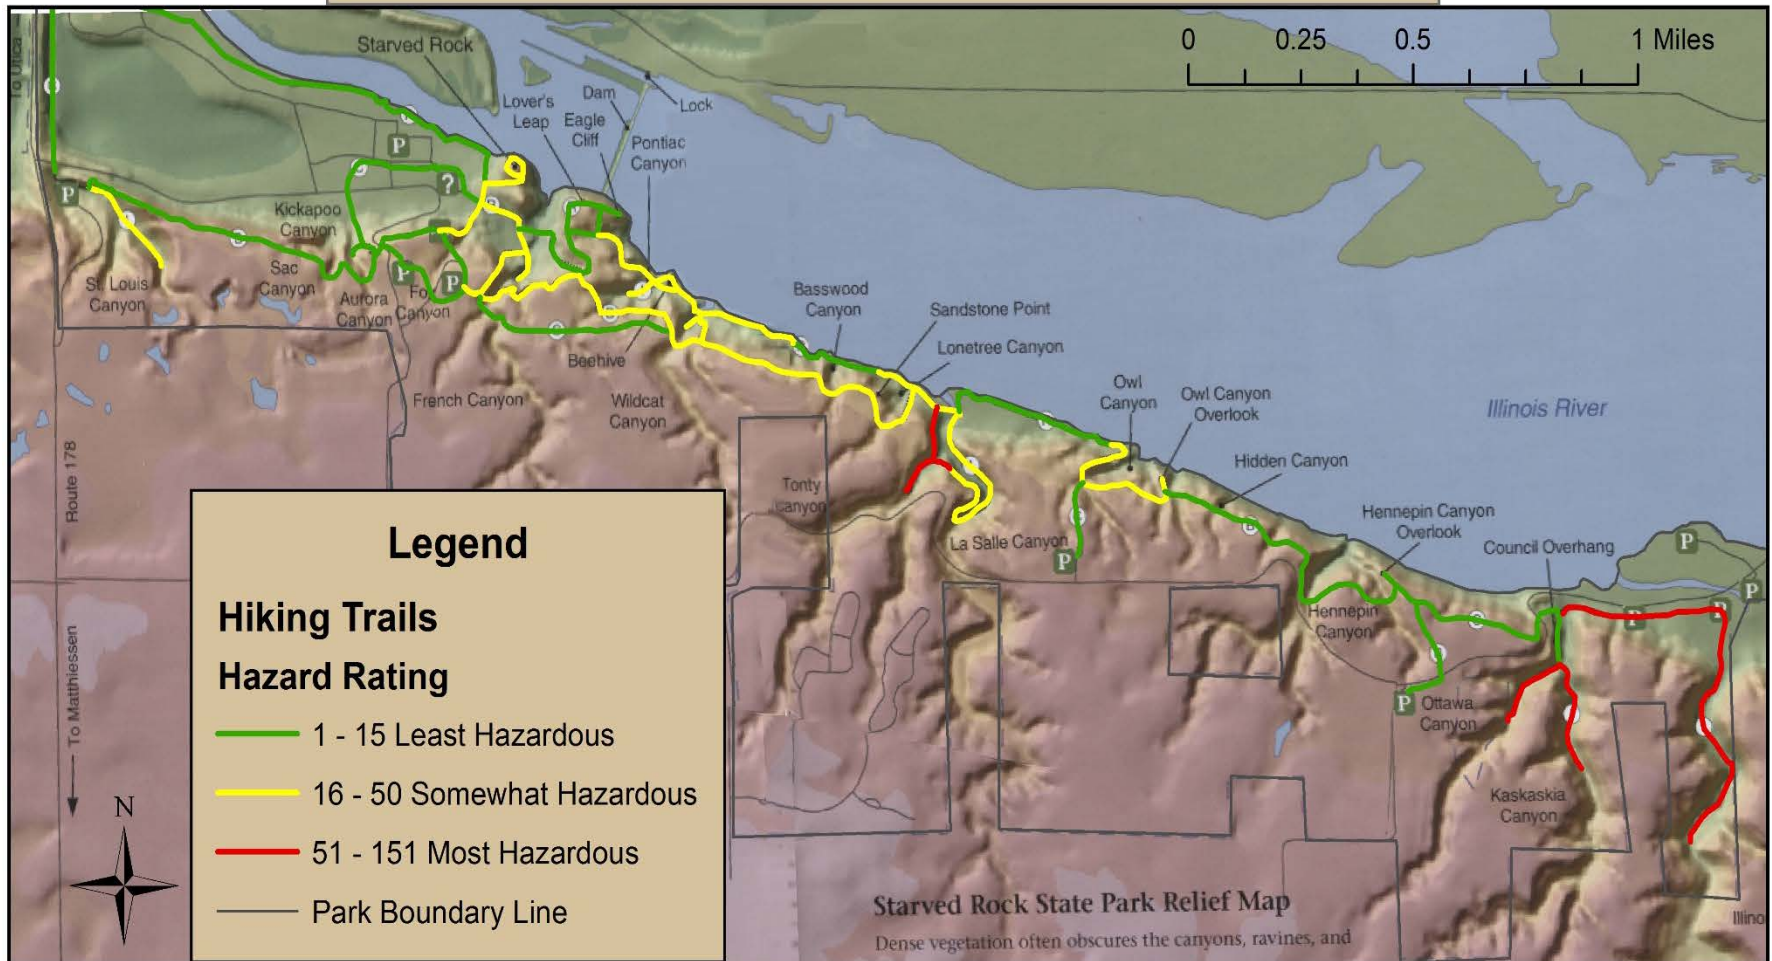 To Utica
Starved Rock
Lover's
Leap
Eagle
Cliff
Dam
Lock
Pontiac
Canyon
0
0.25
0.5
1 Miles
P
P
?
Kickapoo
Canyon
St. Louis
Canyon
Sac
Canyon
Aurora
Canyon
P
Canyon
P
Beehive
French Canyon
Wildcat
Canyon
Basswood
Canyon
Sandstone Point
Lonetree Canyon
Owl
Canyon
Owl Canyon
Overlook
Illinois River
Hidden Canyon
Tonty
Canyon
La Salle Canyon
P
Hennepin Canyon
Overlook
Council Overhang
P
P
P
P
Hennepin
Canyon
P
Ottawa
Canyon
Kaskaskia
Canyon
Route 178
To Matthiessen
N
Legend
Hiking Trails
Hazard Rating
1 - 15 Least Hazardous
16 - 50 Somewhat Hazardous
51 - 151 Most Hazardous
Park Boundary Line
Starved Rock State Park Relief Map
Dense vegetation often obscures the canyons, ravines, and